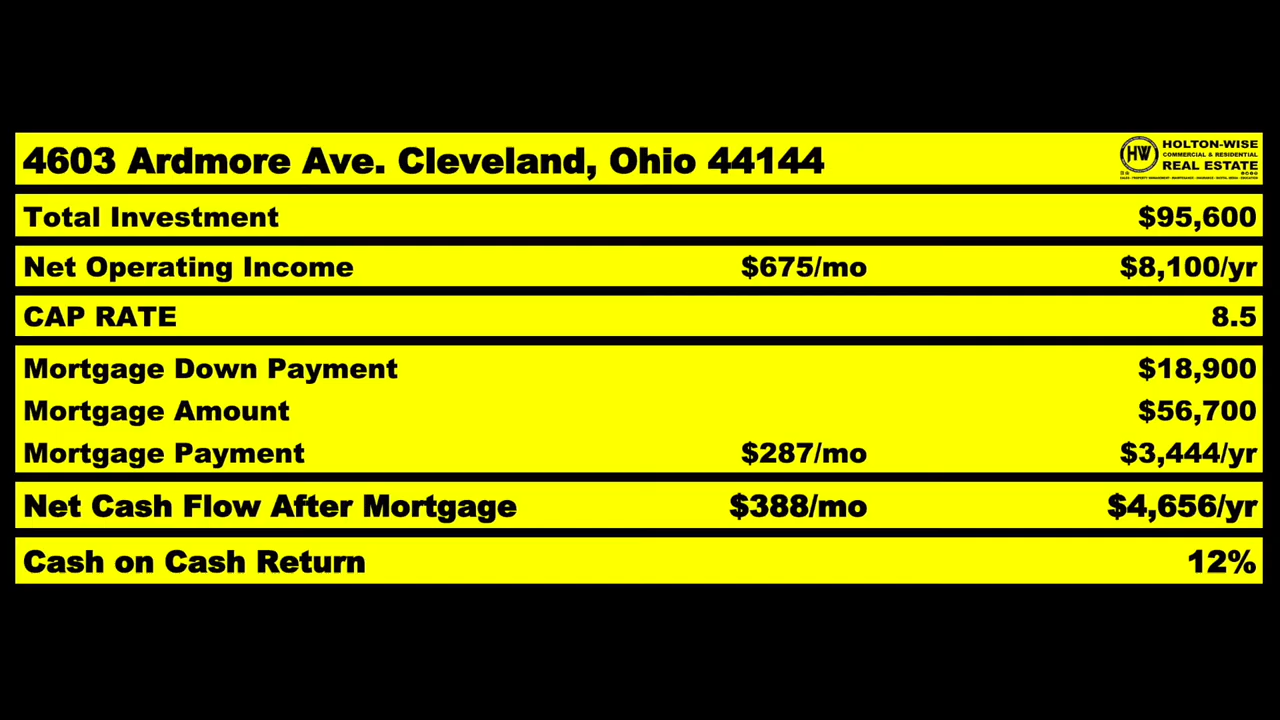 4603 Ardmore Ave. Cleveland, Ohio 44144
HW
HOLTON-WISE
COMMERCIAL & RESIDENTIAL
REAL ESTATE
Total Investment $95,600
Net Operating Income $675/mo $8,100/yr
CAP RATE 8.5
Mortgage Down Payment $18,900
Mortgage Amount $56,700
Mortgage Payment $287/mo $3,444/yr
Net Cash Flow After Mortgage $388/mo $4,656/yr
Cash on Cash Return 12%